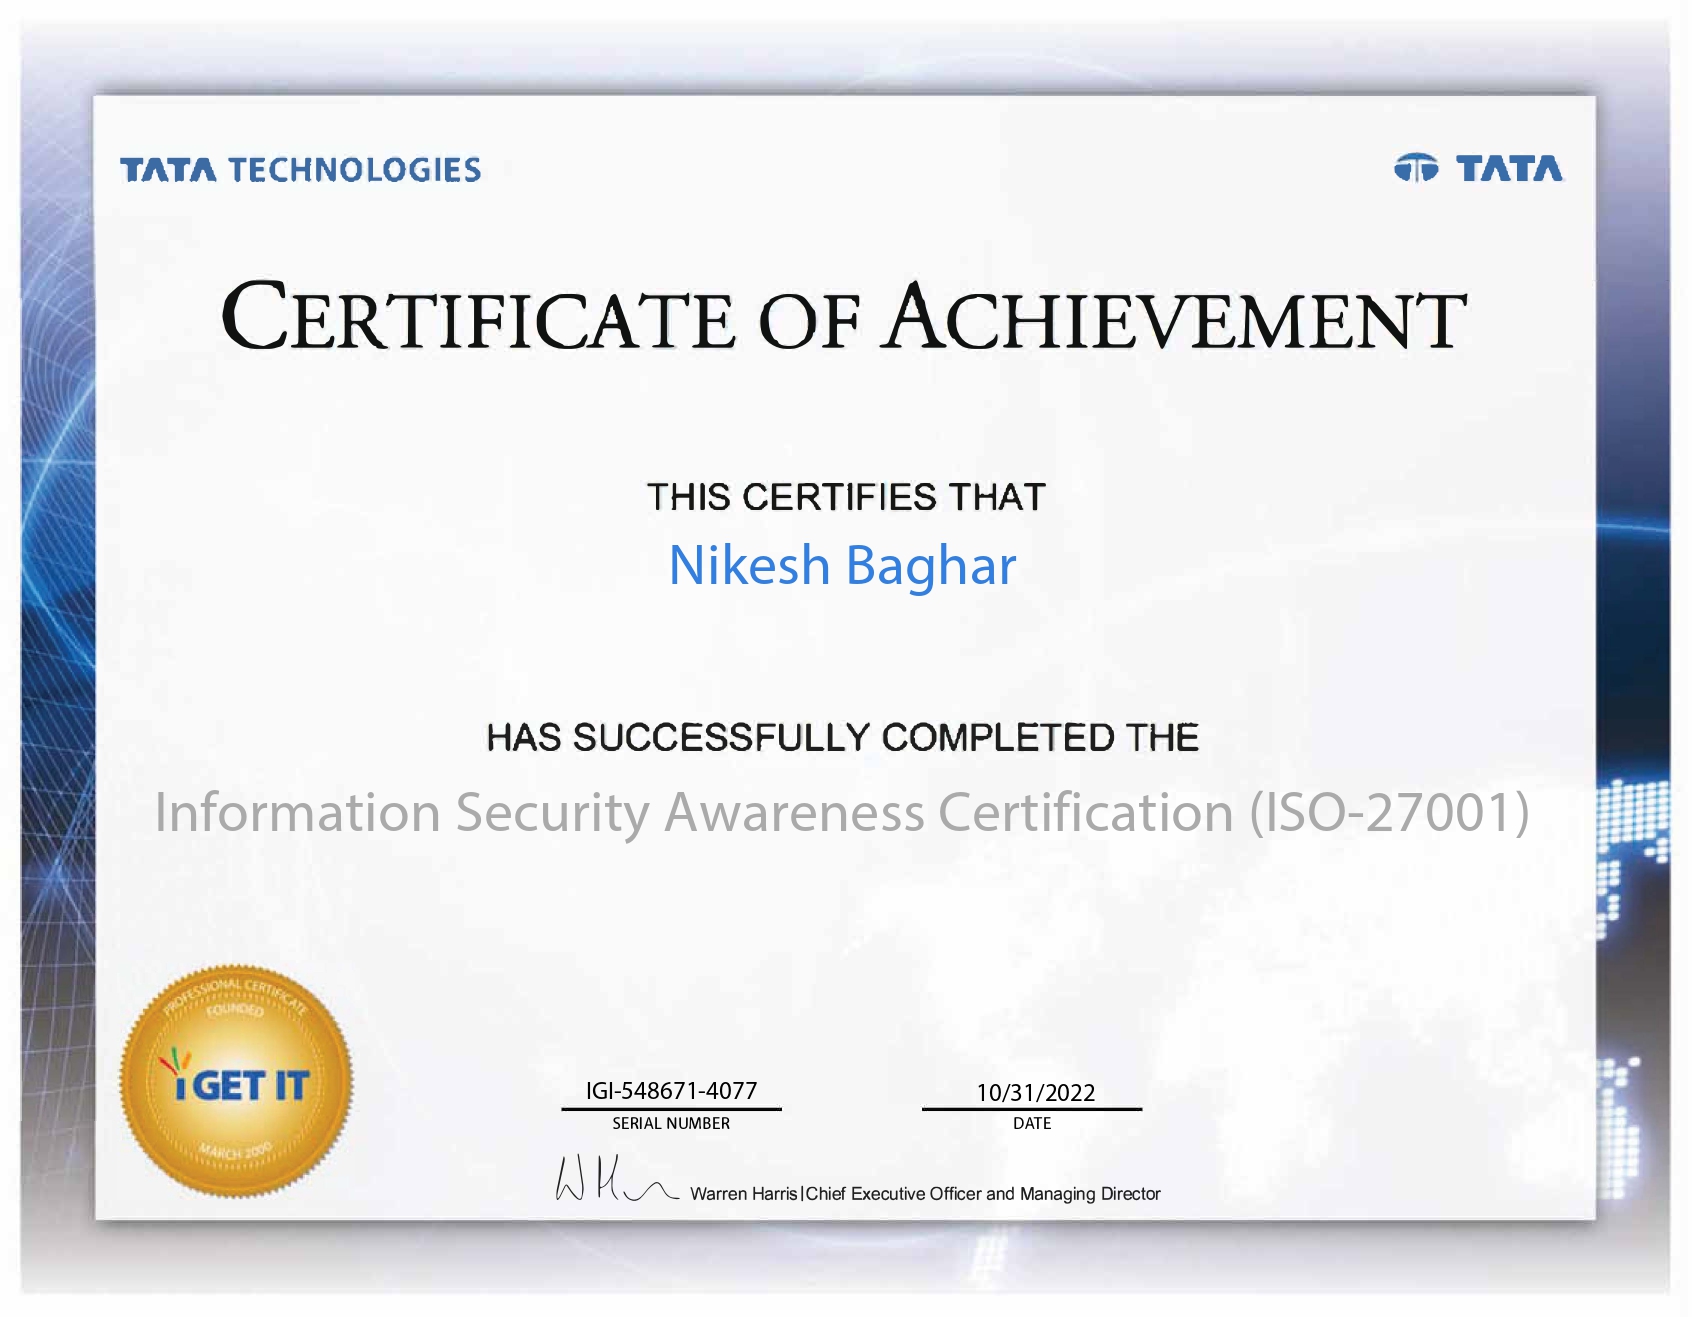 TATA TECHNOLOGIES
TATA
CERTIFICATE OF ACHIEVEMENT
THIS CERTIFIES THAT
Nikesh Baghar
HAS SUCCESSFULLY COMPLETED THE
Information Security Awareness Certification (ISO-27001)
PROFESSIONAL CERTIFICATE
FOUNDED
iGET IT
MARCH 2000
IGI-548671-4077
SERIAL NUMBER
10/31/2022
DATE
Warren Harris|Chief Executive Officer and Managing Director